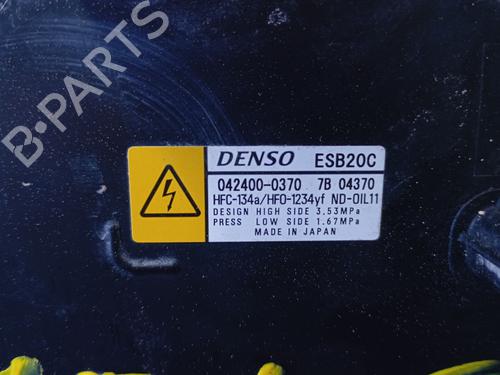 B-PARTS
DENSO ESB20C
042400-0370 7B 04370
HFC-134a/HFO-1234yf ND-OIL11
DESIGN HIGH SIDE 3.53MPa
PRESS LOW SIDE 1.67MPa
MADE IN JAPAN